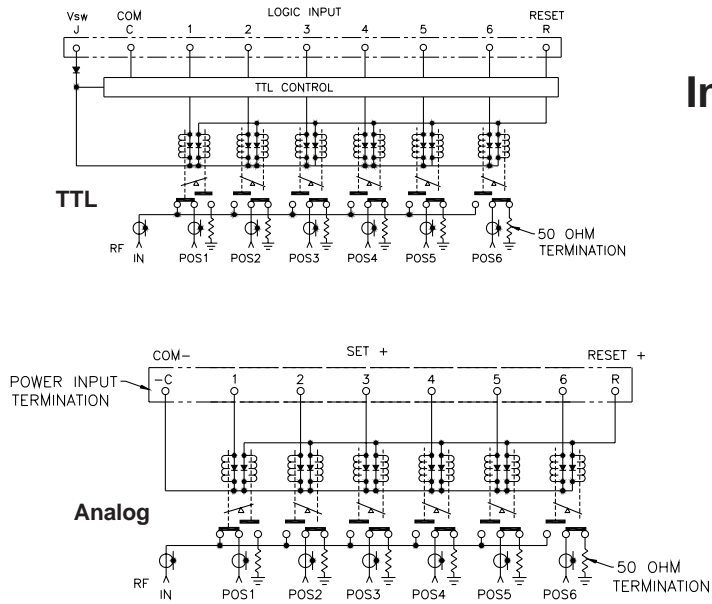 LOGIC INPUT
Vsw COM RESET
J C 1 2 3 4 5 6 R
TTL CONTROL
In
TTL
50 OHM
TERMINATION
RF
IN POS1 POS2 POS3 POS4 POS5 POS6
COM– SET + RESET +
–C 1 2 3 4 5 6 R
POWER INPUT
TERMINATION
Analog
50 OHM
TERMINATION
RF
IN POS1 POS2 POS3 POS4 POS5 POS6